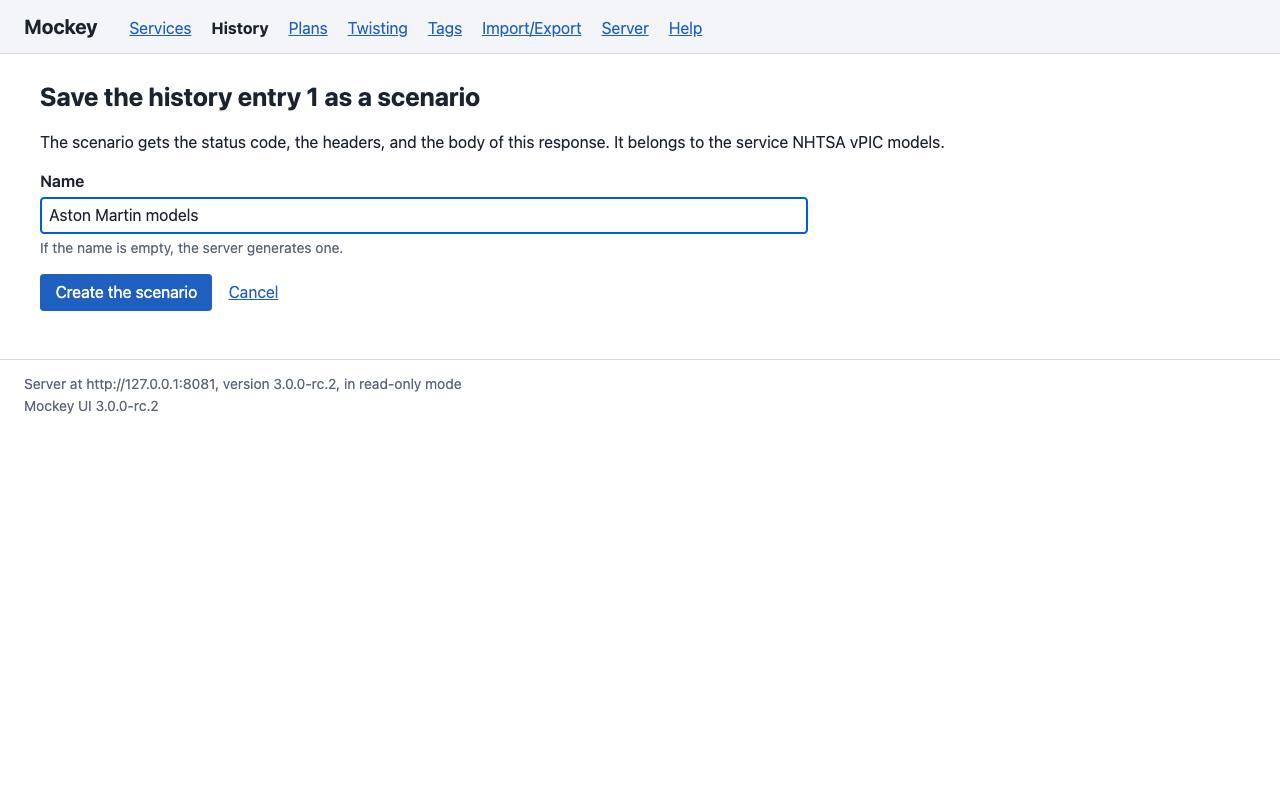 Mockey Services History Plans Twisting Tags Import/Export Server Help
Save the history entry 1 as a scenario
The scenario gets the status code, the headers, and the body of this response. It belongs to the service NHTSA vPIC models.
Name
Aston Martin models
If the name is empty, the server generates one.
Create the scenario Cancel
Server at http://127.0.0.1:8081, version 3.0.0-rc.2, in read-only mode
Mockey UI 3.0.0-rc.2